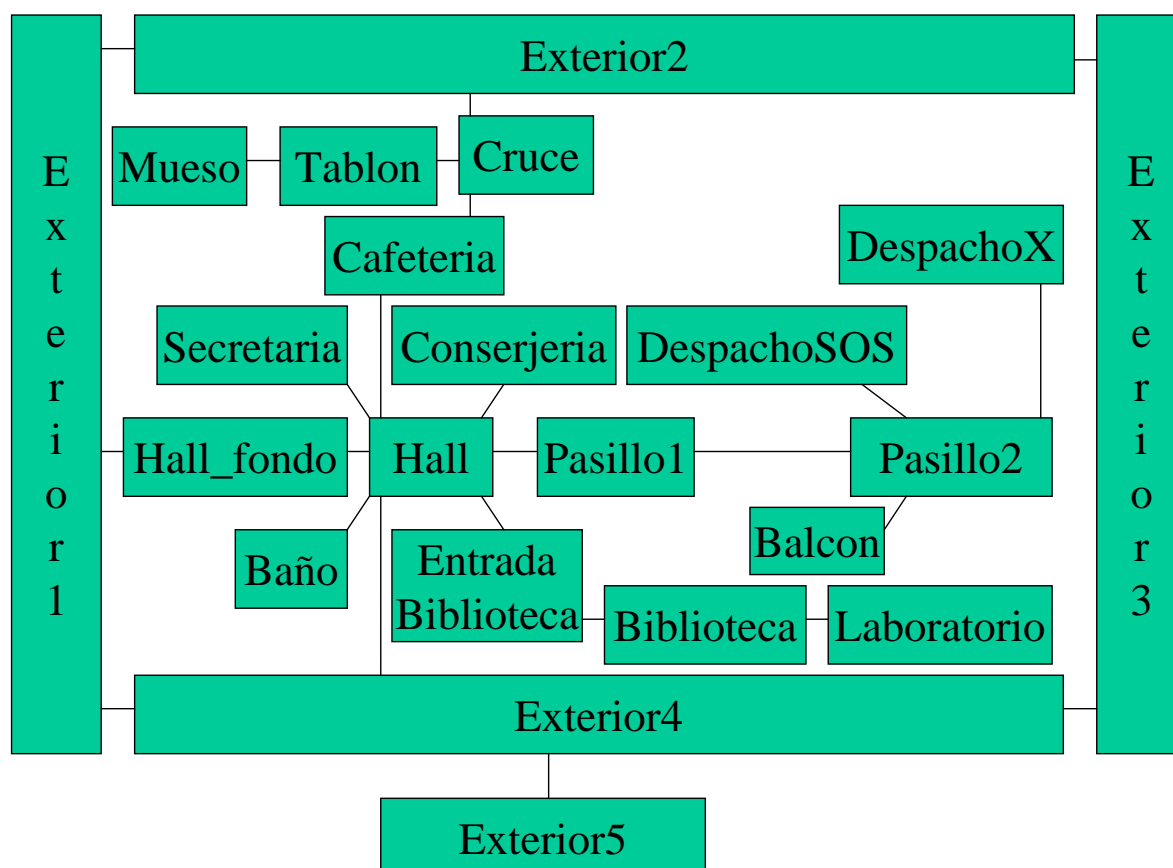 Exterior2
E
x
t
e
r
i
o
r
1
Mueso
Tablon
Cruce
E
x
t
e
r
i
o
r
3
Cafeteria
DespachoX
Secretaria
Conserjeria
DespachoSOS
Hall_fondo
Hall
Pasillo1
Pasillo2
Baño
Entrada
Biblioteca
Balcon
Biblioteca
Laboratorio
Exterior4
Exterior5